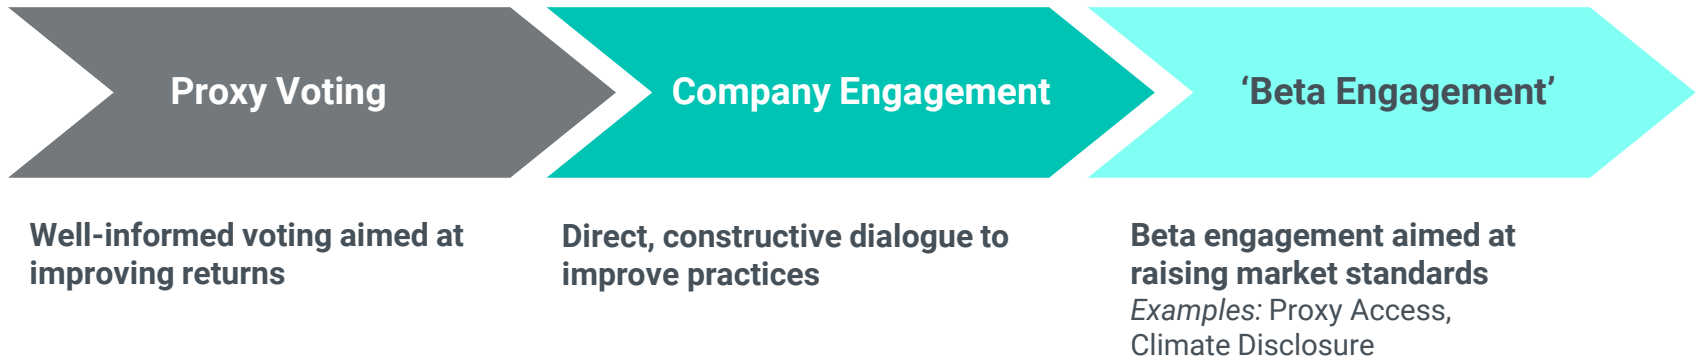 Proxy Voting
Company Engagement
‘Beta Engagement’
Well-informed voting aimed at
improving returns
Direct, constructive dialogue to
improve practices
Beta engagement aimed at
raising market standards
Examples: Proxy Access,
Climate Disclosure